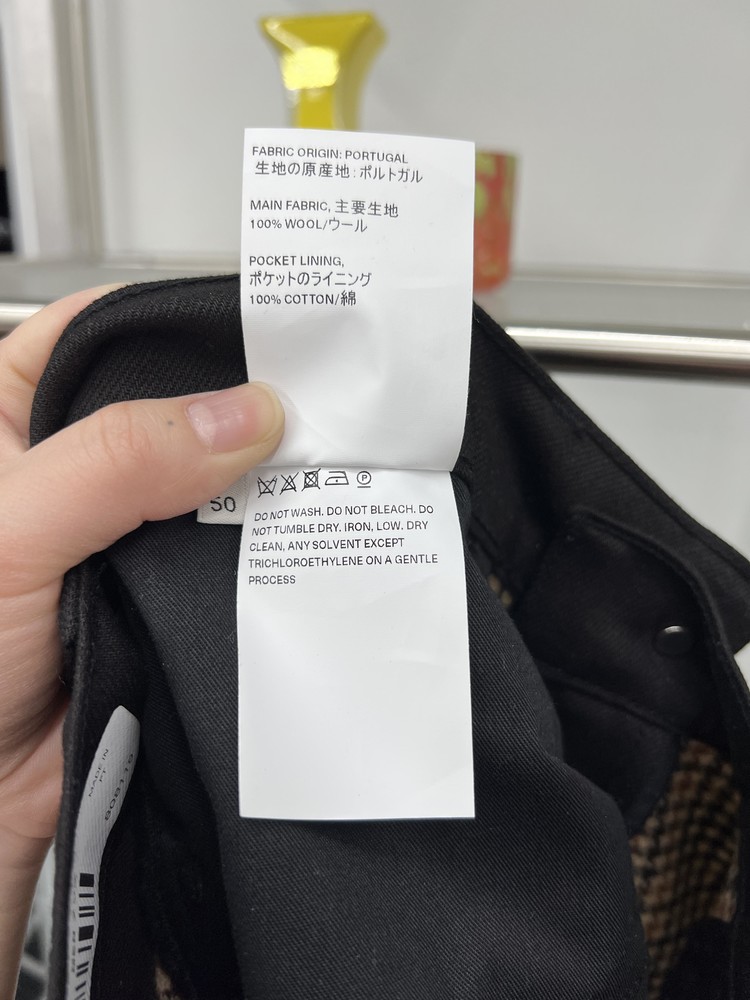 FABRIC ORIGIN: PORTUGAL
生地の原産地:ポルトガル
MAIN FABRIC, 主要生地
100% WOOL/ウール
POCKET LINING,
ポケットのライニング
100% COTTON/綿
50
DO NOT WASH. DO NOT BLEACH. DO
NOT TUMBLE DRY. IRON, LOW. DRY
CLEAN, ANY SOLVENT EXCEPT
TRICHLOROETHYLENE ON A GENTLE
PROCESS
MADE IN
PT